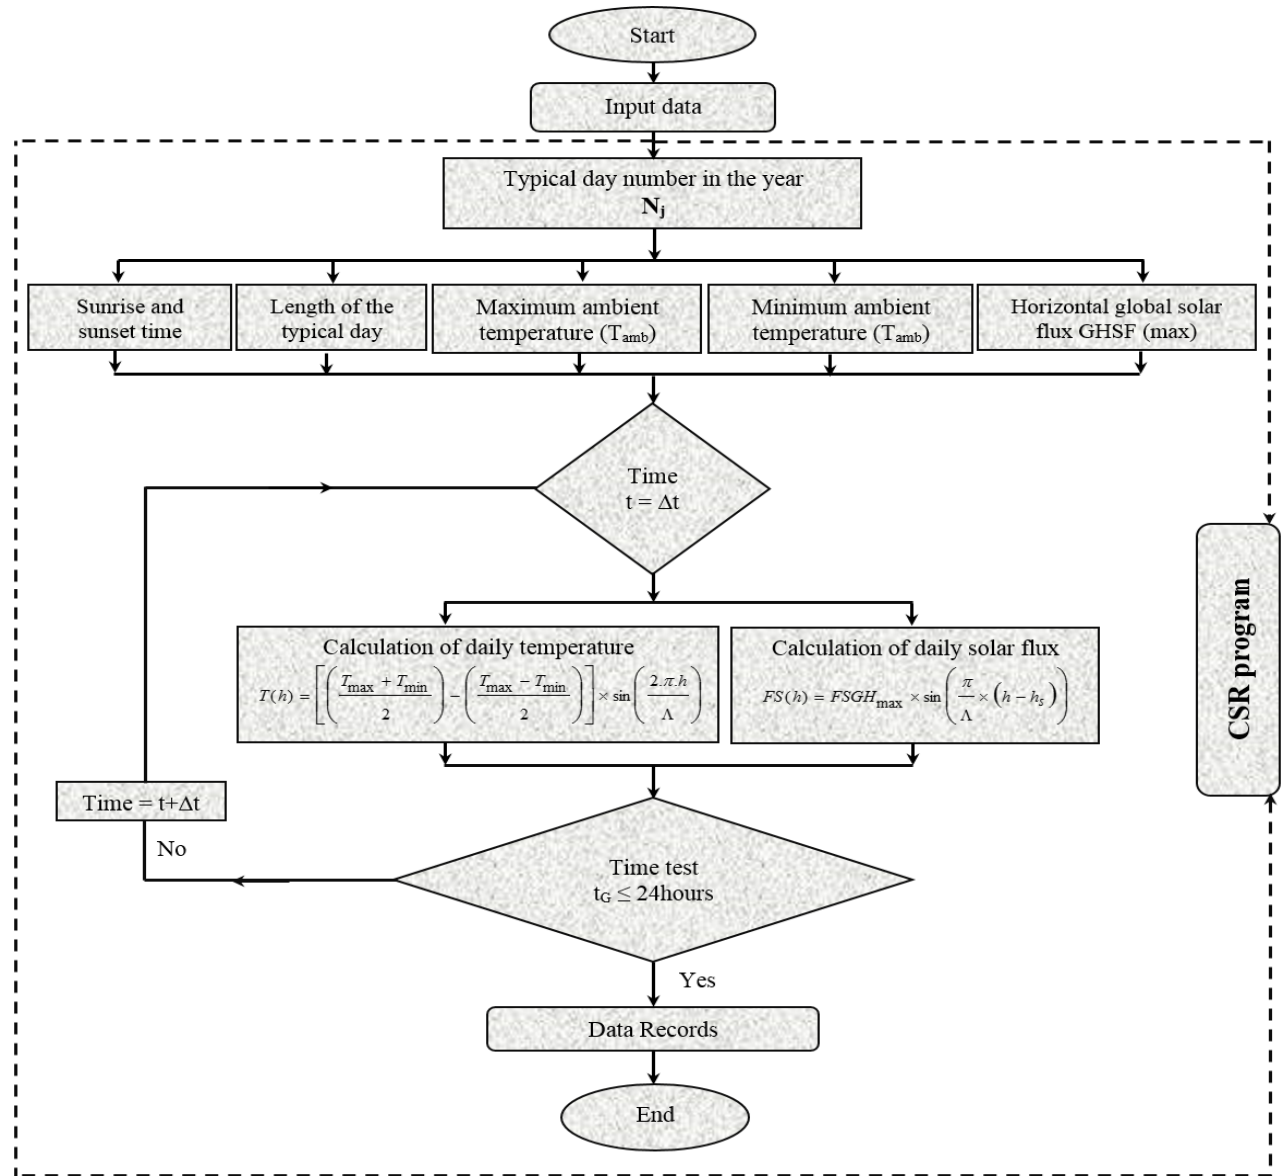 Start
Input data
Typical day number in the year
Nj
Sunrise and
sunset time
Length of the
typical day
Maximum ambient
temperature (Tamb)
Minimum ambient
temperature (Tamb)
Horizontal global solar
flux GHSF (max)
Time
t = Δt
Calculation of daily temperature
T(h) = [((Tmax + Tmin)/2) − ((Tmax − Tmin)/2)] × sin(2.π.h/Λ)
Calculation of daily solar flux
FS(h) = FSGHmax × sin(π/Λ × (h − hs))
CSR program
Time = t+Δt
No
Time test
tG ≤ 24hours
Yes
Data Records
End